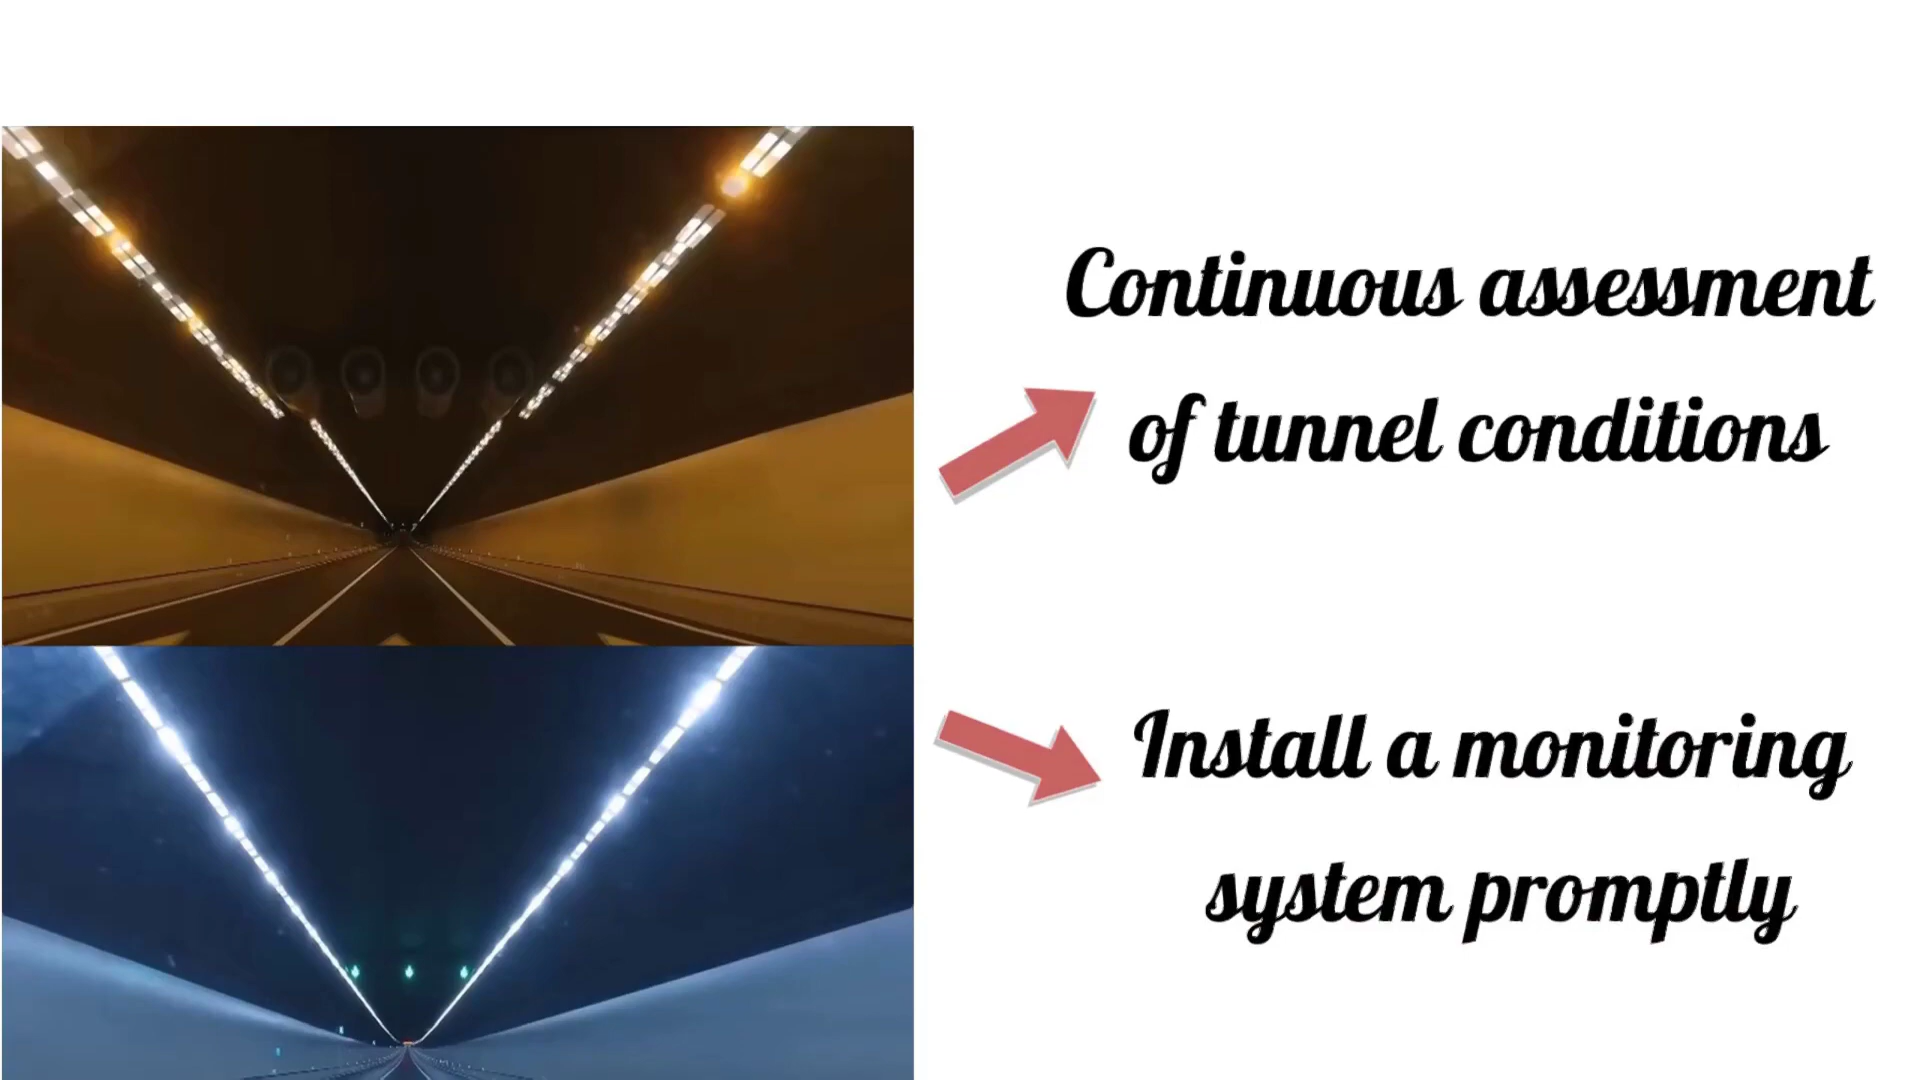 Continuous assessment
of tunnel conditions
Install a monitoring
system promptly